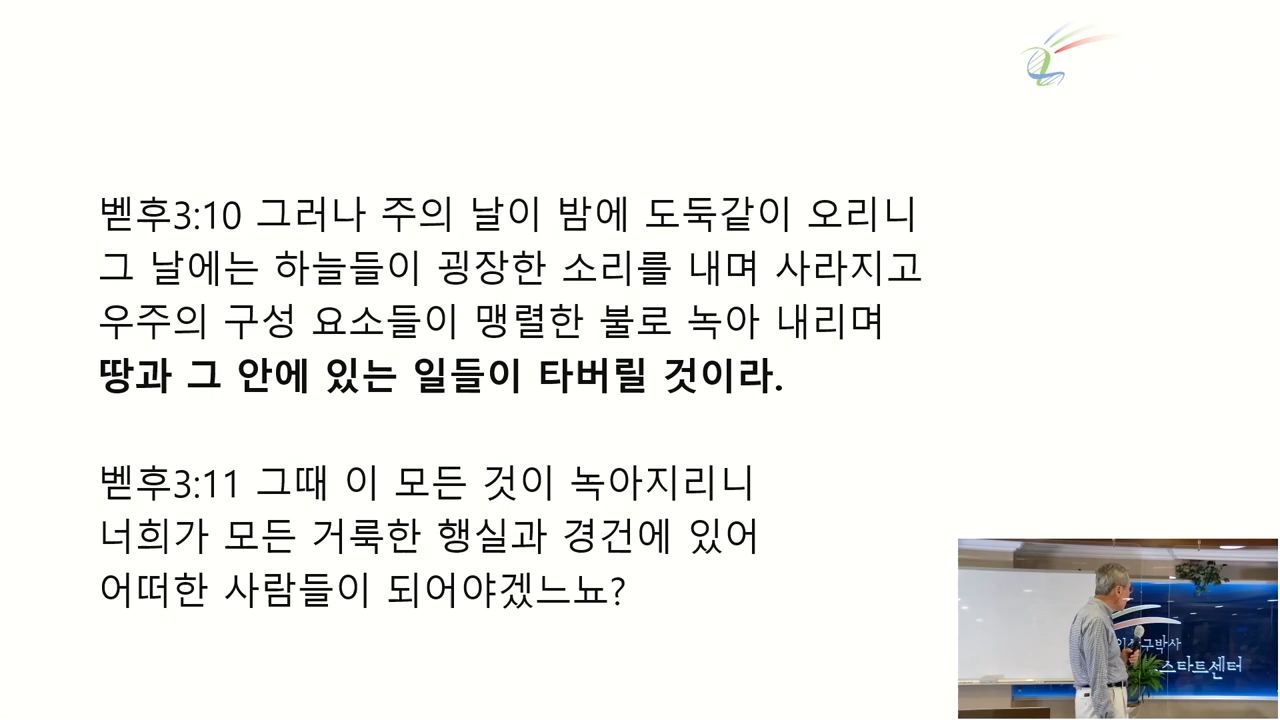 벧후3:10 그러나 주의 날이 밤에 도둑같이 오리니
그 날에는 하늘들이 굉장한 소리를 내며 사라지고
우주의 구성 요소들이 맹렬한 불로 녹아 내리며
땅과 그 안에 있는 일들이 타버릴 것이라.
벧후3:11 그때 이 모든 것이 녹아지리니
너희가 모든 거룩한 행실과 경건에 있어
어떠한 사람들이 되어야겠느뇨?
구박사
스타트센터